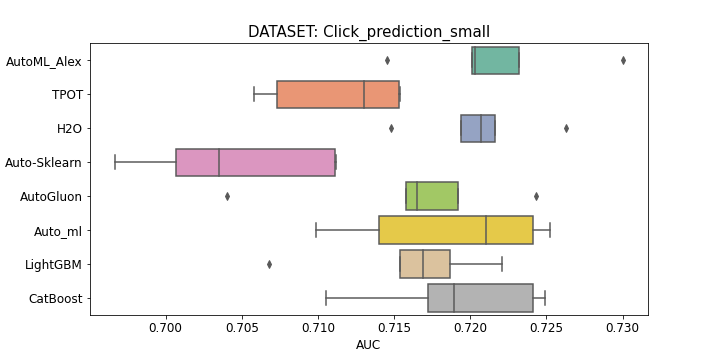 DATASET: Click_prediction_small
AutoML_Alex
TPOT
H2O
Auto-Sklearn
AutoGluon
Auto_ml
LightGBM
CatBoost
0.700 0.705 0.710 0.715 0.720 0.725 0.730
AUC